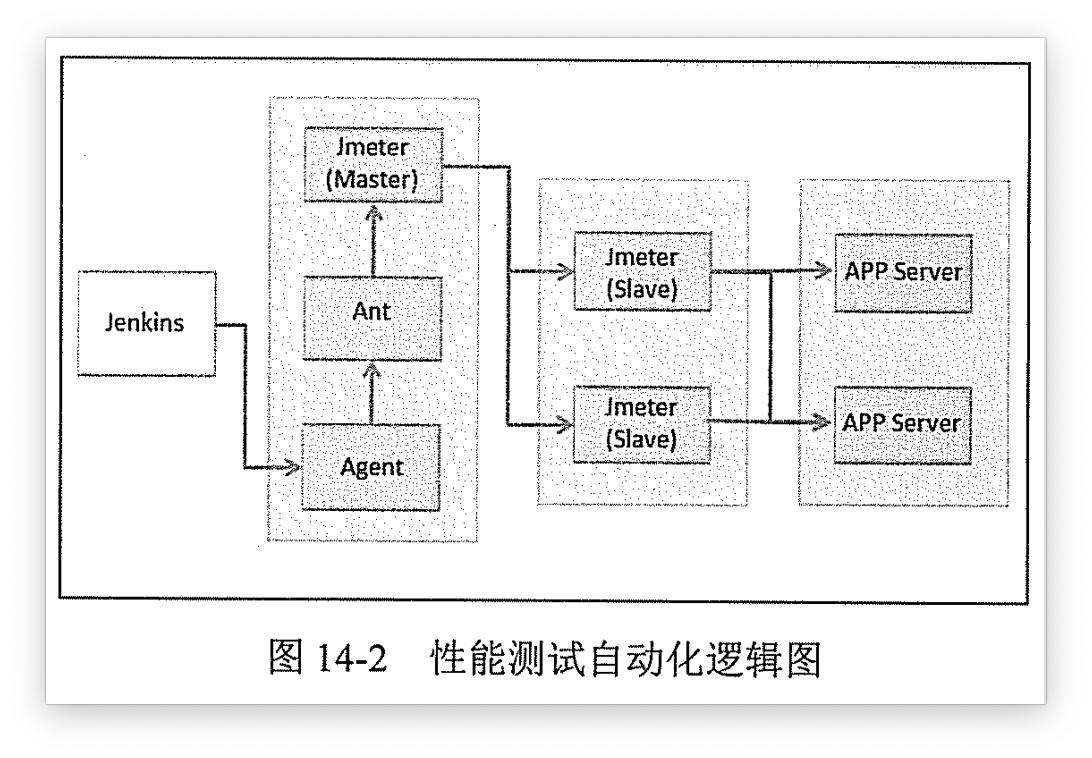 Jmeter
(Master)
Jenkins
Ant
Agent
Jmeter
(Slave)
Jmeter
(Slave)
APP Server
APP Server
图 14-2 性能测试自动化逻辑图